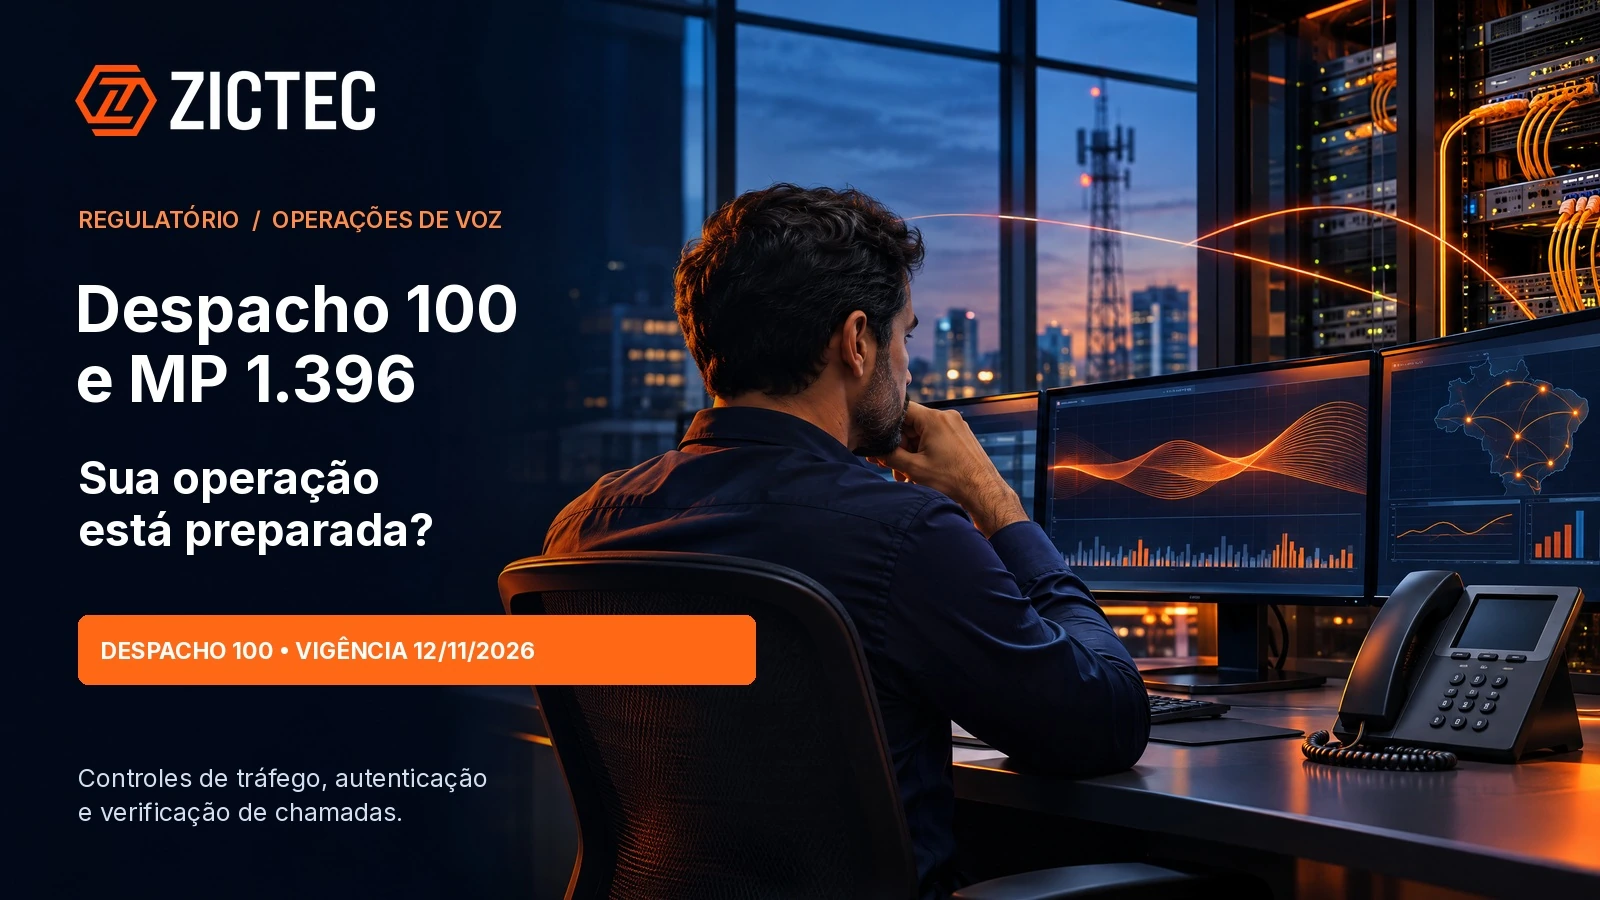 ZICTEC
REGULATÓRIO / OPERAÇÕES DE VOZ
Despacho 100
e MP 1.396
Sua operação
está preparada?
DESPACHO 100 • VIGÊNCIA 12/11/2026
Controles de tráfego, autenticação
e verificação de chamadas.